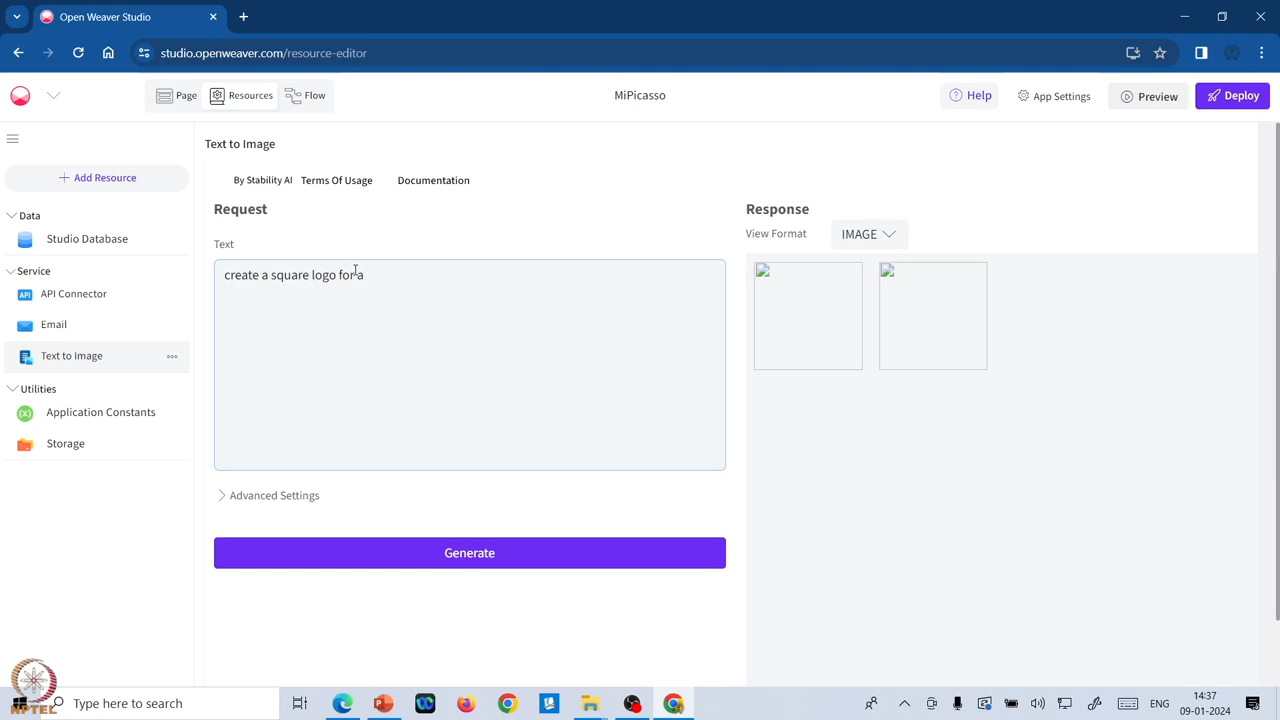 Open Weaver Studio
studio.openweaver.com/resource-editor
Page Resources Flow
MiPicasso
Help App Settings Preview Deploy
Text to Image
Add Resource
By Stability AI Terms Of Usage Documentation
Request
Response
Data
View Format IMAGE
Studio Database
Text
Service
create a square logo for a
API Connector
Email
Text to Image
Utilities
Application Constants
Storage
Advanced Settings
Generate
NPTEL
Type here to search
ENG
14:37
09-01-2024